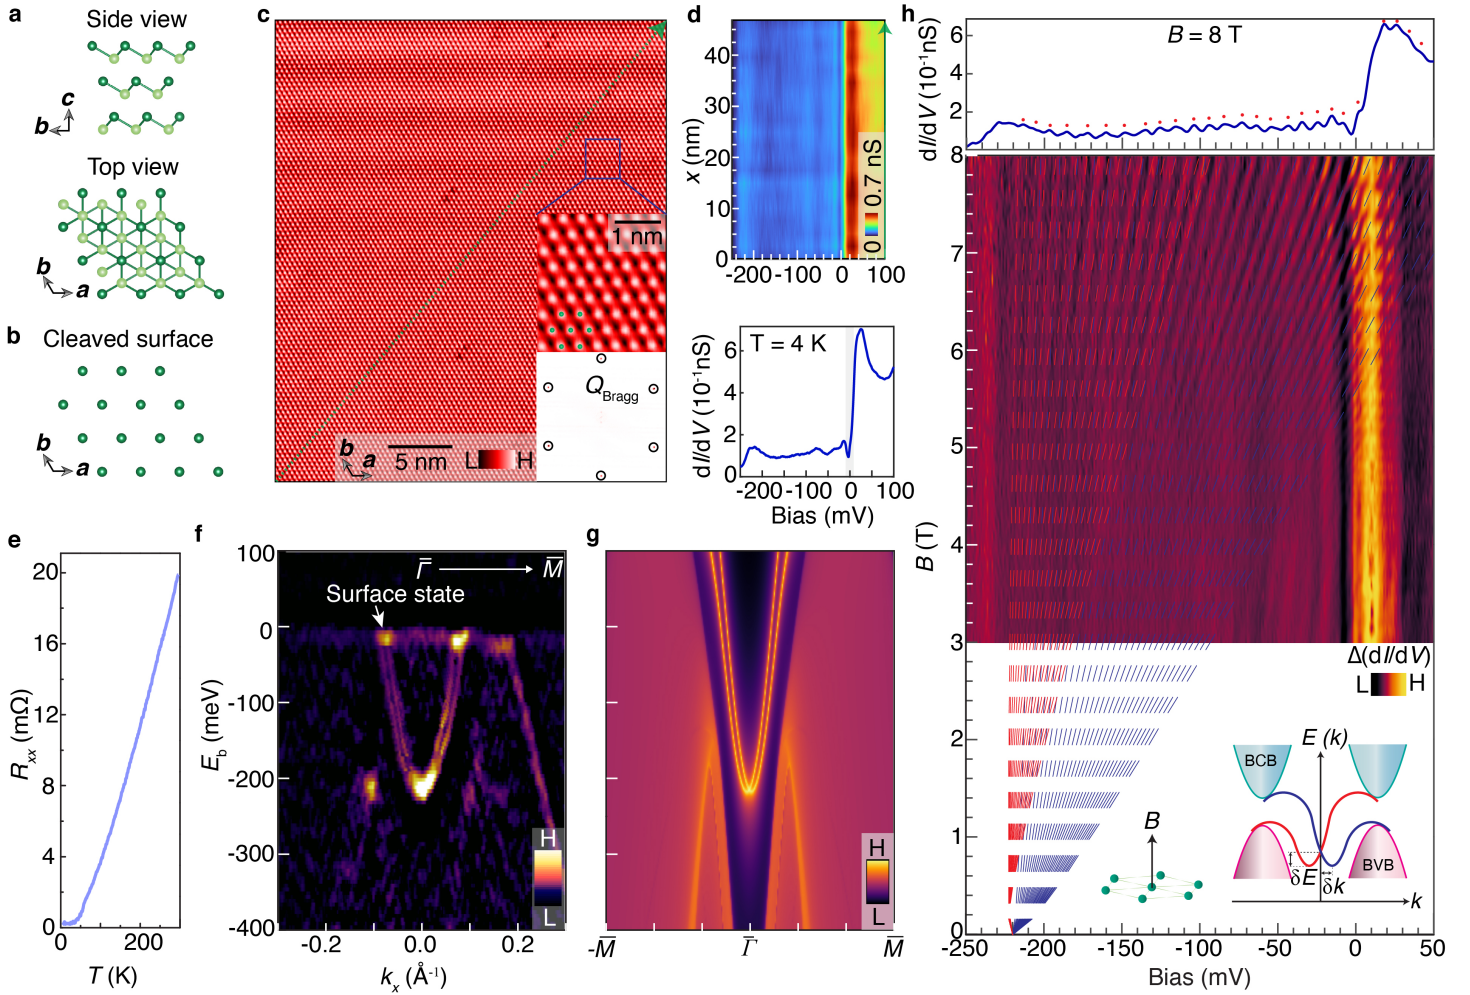 a
Side view
c
b
Top view
b
a
b
Cleaved surface
b
a
c
1 nm
Q Bragg
b
a
5 nm
L H
d
x (nm)
40
30
20
10
0
0 0.7 nS
-200 -100 0 100
T = 4 K
dI/dV (10⁻¹nS)
6
4
2
0
-200 -100 0 100
Bias (mV)
e
Rxx (mΩ)
20
16
12
8
4
0
0 200
T (K)
f
100
0
-100
-200
-300
-400
Eb (meV)
Γ̅ M̅
Surface state
H
L
-0.2 0.0 0.2
kx (Å⁻¹)
g
H
L
-M̅ Γ̅ M̅
h
B = 8 T
dI/dV (10⁻¹nS)
6
4
2
8
7
6
5
4
3
2
1
0
B (T)
Δ(dI/dV)
L H
E (k)
BCB
BVB
δE
δk
k
B
-250 -200 -150 -100 -50 0 50
Bias (mV)